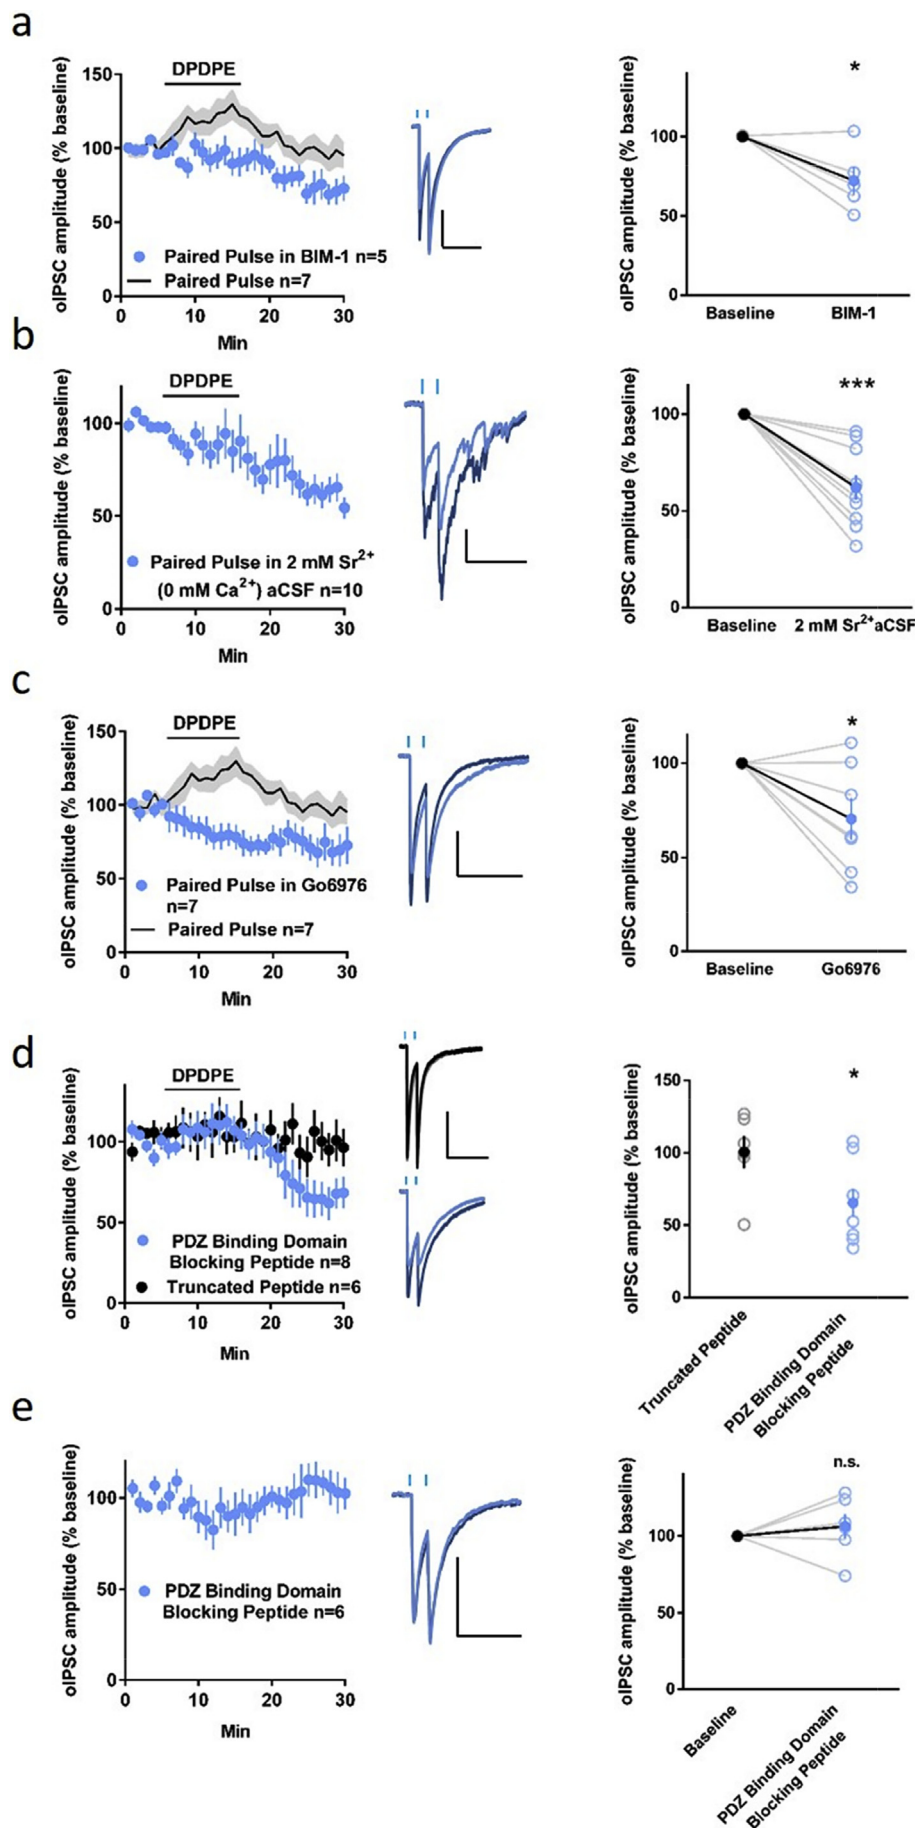 a
oIPSC amplitude (% baseline)
150
100
50
0
DPDPE
Paired Pulse in BIM-1 n=5
Paired Pulse n=7
0 10 20 30
Min
oIPSC amplitude (% baseline)
100
50
0
*
Baseline BIM-1
b
oIPSC amplitude (% baseline)
100
50
0
DPDPE
Paired Pulse in 2 mM Sr2+
(0 mM Ca2+) aCSF n=10
0 10 20 30
Min
oIPSC amplitude (% baseline)
100
50
0
***
Baseline 2 mM Sr2+aCSF
c
oIPSC amplitude (% baseline)
150
100
50
0
DPDPE
Paired Pulse in Go6976
n=7
Paired Pulse n=7
0 10 20 30
Min
oIPSC amplitude (% baseline)
100
50
0
*
Baseline Go6976
d
oIPSC amplitude (% baseline)
100
50
0
DPDPE
PDZ Binding Domain
Blocking Peptide n=8
Truncated Peptide n=6
0 10 20 30
Min
oIPSC amplitude (% baseline)
150
100
50
0
*
Truncated Peptide
PDZ Binding Domain
Blocking Peptide
e
oIPSC amplitude (% baseline)
100
50
0
PDZ Binding Domain
Blocking Peptide n=6
0 10 20 30
Min
oIPSC amplitude (% baseline)
100
50
0
n.s.
Baseline
PDZ Binding Domain
Blocking Peptide